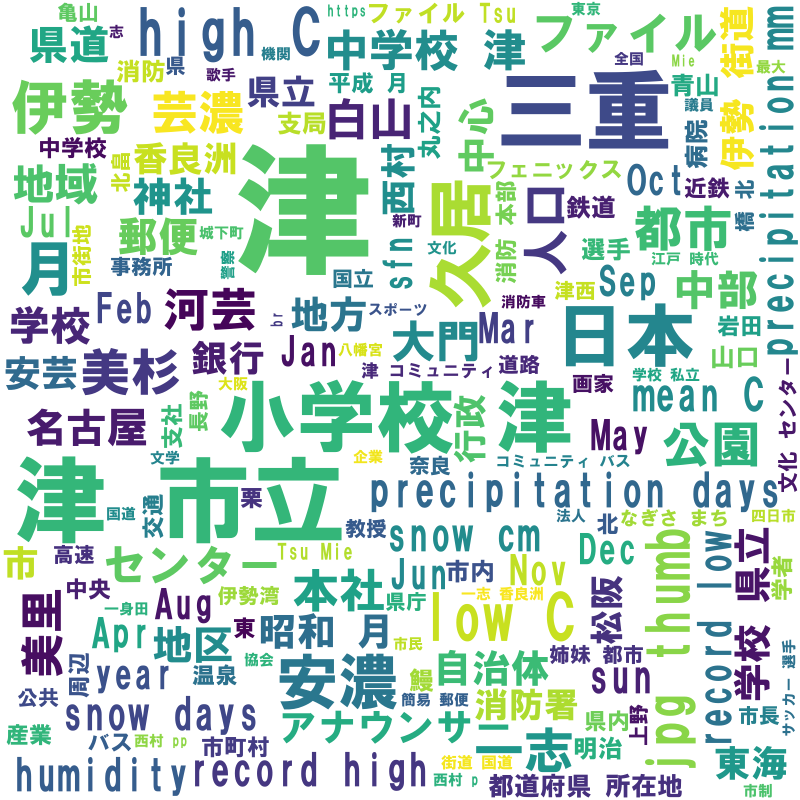 亀山
志
県道
high C
https
ファイル Tsu
東京
機関
中学校 津
ファイル
全国
Mie
街道
最大
precipitation mm
消防
県
歌手
県立
平成 月
青山
議員
伊勢
芸濃
支局
白山
丸之内
中心
三重
病院
伊勢 街道
中学校
北畠
香良洲
津
西村
フェニックス
地域
神社
久居
本部
消防
人口
Oct
近鉄
鉄道
橋 北
Jul
市街地
郵便
城下町
新町
sfn
文化
選手
都市
江戸 時代
月
事務所
警察
国立
津西
Sep
中部
学校
Feb
河芸
br
地方
スポーツ
消防車
日本
岩田
安芸
美杉
銀行
Jan
八幡宮
大門
Mar
津 コミュニティ
道路
山口
大阪
画家
学校 私立
mean C
文化 センター
名古屋
支社
長野
小学校 津
行政
May
公園
津 市立
文学
企業
奈良
コミュニティ バス
precipitation days
国道
交通
栗
教授
snow cm
法人
北
なぎさ まち
四日市
市
高速
センター
Tsu Mie
Dec
jpg thumb
record low
県立
学者
中央
本社
Jun
市内
Nov
美里
一身田
Aug
伊勢湾
県庁
一志 香良洲
low C
松阪
Apr
地区
東
昭和 月
市民
姉妹 都市
学校
周辺
year
温泉
協会
安濃
鰻
自治体
sun
サッカー 選手
公共
snow days
簡易 郵便
消防署
県内
上野
市長
産業
バス
西村 pp
市町村
アナウンサー
一志
明治
東海
humidity
record high
街道 国道
西村 p
都道府県 所在地
市制